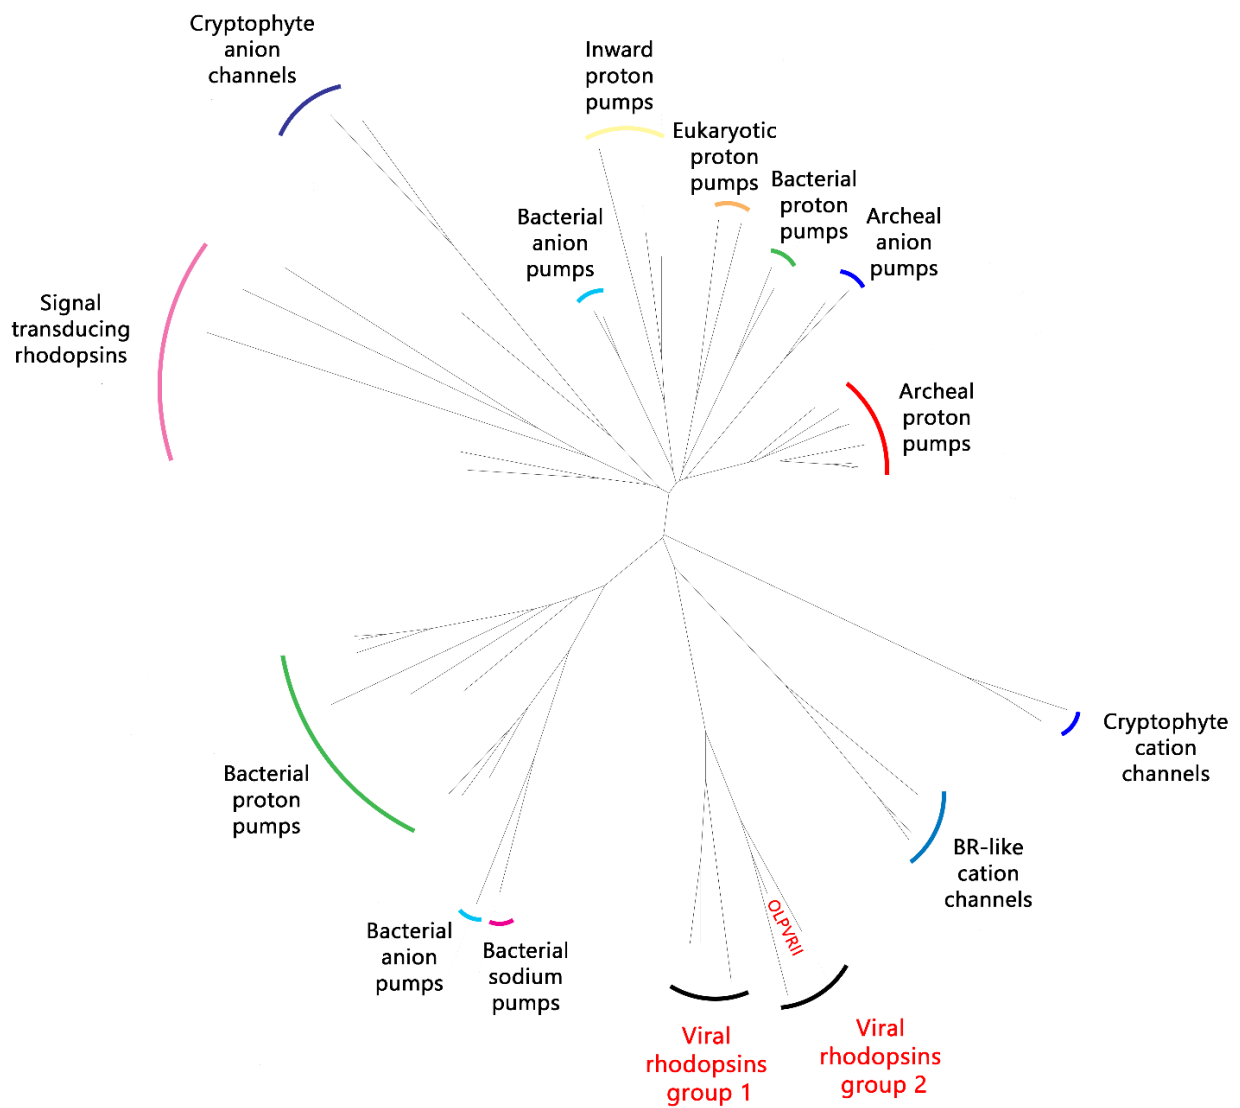 Cryptophyte
anion
channels
Inward
proton
pumps
Eukaryotic
proton
pumps
Bacterial
proton
pumps
Archeal
anion
pumps
Bacterial
anion
pumps
Signal
transducing
rhodopsins
Archeal
proton
pumps
Cryptophyte
cation
channels
Bacterial
proton
pumps
BR-like
cation
channels
OLPVRII
Bacterial
anion
pumps
Bacterial
sodium
pumps
Viral
rhodopsins
group 1
Viral
rhodopsins
group 2